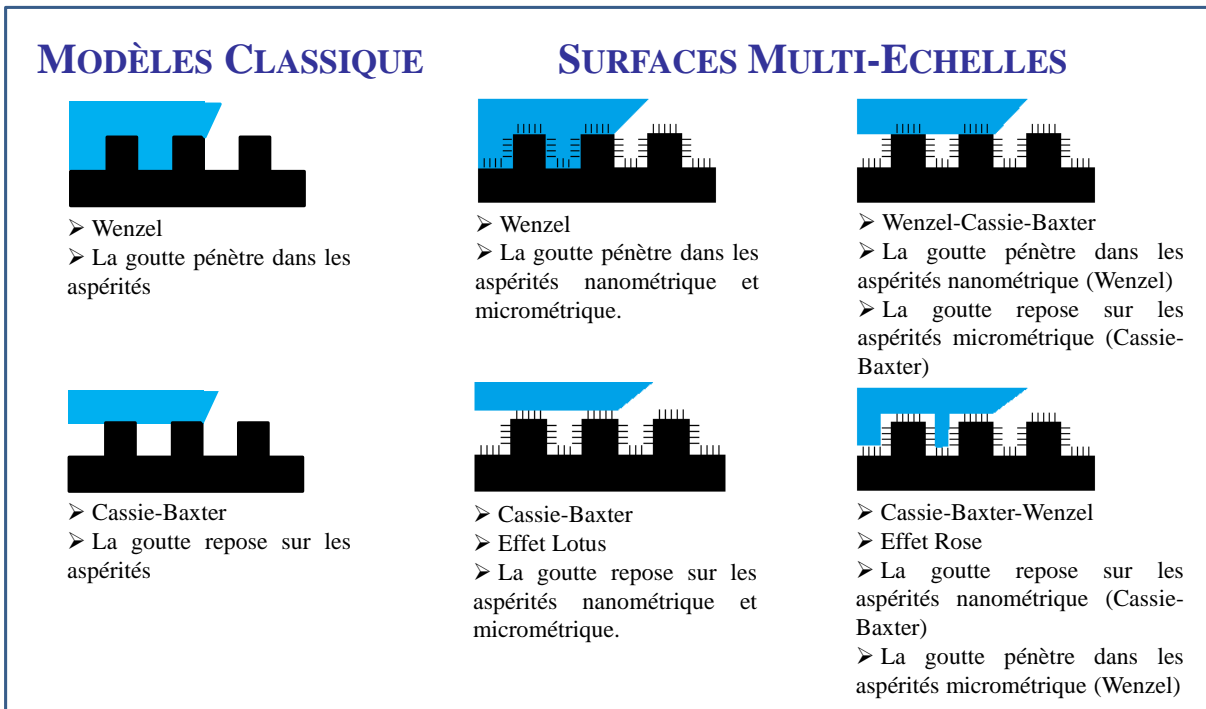 MODÈLES CLASSIQUE
SURFACES MULTI-ECHELLES
➢ Wenzel
➢ La goutte pénètre dans les
aspérités
➢ Wenzel
➢ La goutte pénètre dans les
aspérités nanométrique et
micrométrique.
➢ Wenzel-Cassie-Baxter
➢ La goutte pénètre dans les
aspérités nanométrique (Wenzel)
➢ La goutte repose sur les
aspérités micrométrique (Cassie-
Baxter)
➢ Cassie-Baxter
➢ La goutte repose sur les
aspérités
➢ Cassie-Baxter
➢ Effet Lotus
➢ La goutte repose sur les
aspérités nanométrique et
micrométrique.
➢ Cassie-Baxter-Wenzel
➢ Effet Rose
➢ La goutte repose sur les
aspérités nanométrique (Cassie-
Baxter)
➢ La goutte pénètre dans les
aspérités micrométrique (Wenzel)